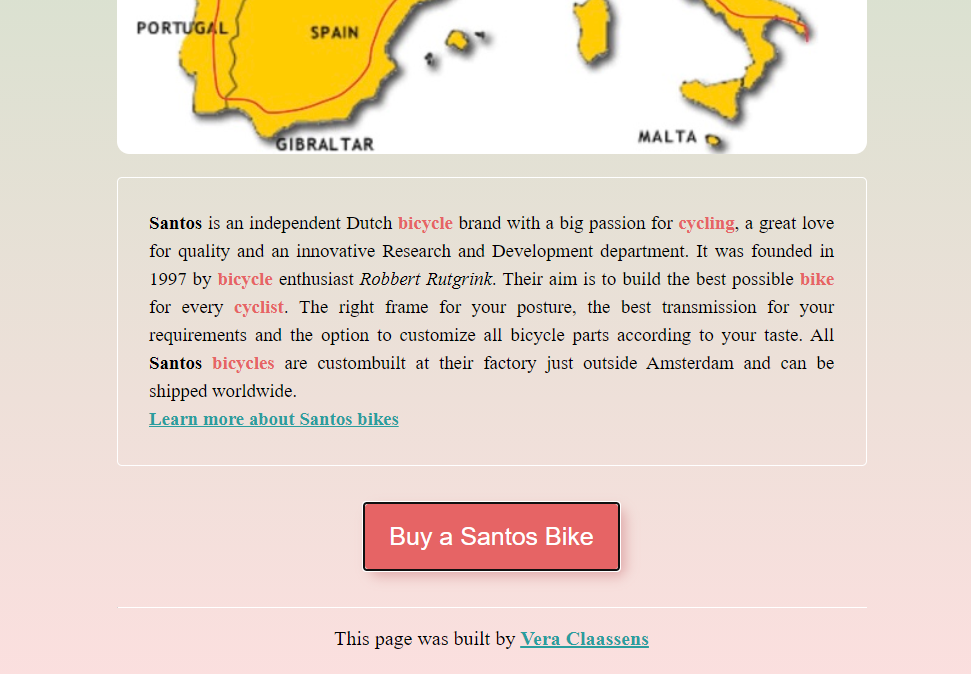 PORTUGAL
SPAIN
GIBRALTAR
MALTA
Santos is an independent Dutch bicycle brand with a big passion for cycling, a great love
for quality and an innovative Research and Development department. It was founded in
1997 by bicycle enthusiast Robbert Rutgrink. Their aim is to build the best possible bike
for every cyclist. The right frame for your posture, the best transmission for your
requirements and the option to customize all bicycle parts according to your taste. All
Santos bicycles are custombuilt at their factory just outside Amsterdam and can be
shipped worldwide.
Learn more about Santos bikes
Buy a Santos Bike
This page was built by Vera Claassens